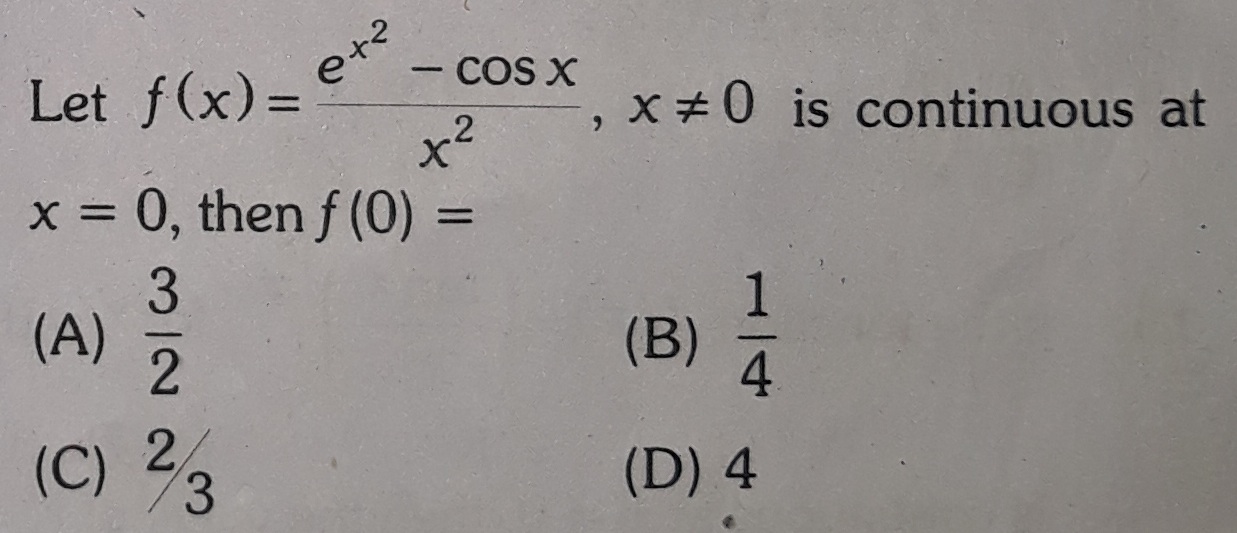 Let f(x) = \frac{e^{x^2} - \cos x}{x^2}, x ≠ 0 is continuous at
x = 0, then f(0) =
(A) \frac{3}{2} (B) \frac{1}{4}
(C) 2/3 (D) 4